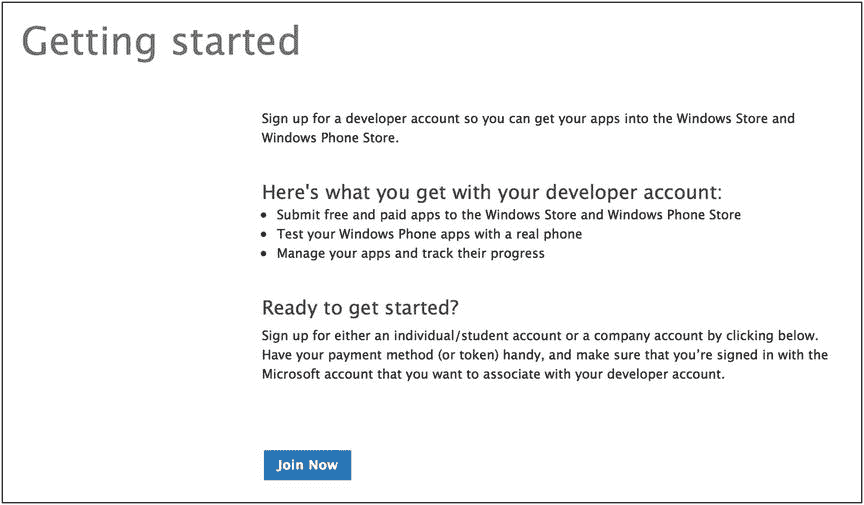 Getting started
Sign up for a developer account so you can get your apps into the Windows Store and
Windows Phone Store.
Here's what you get with your developer account:
• Submit free and paid apps to the Windows Store and Windows Phone Store
• Test your Windows Phone apps with a real phone
• Manage your apps and track their progress
Ready to get started?
Sign up for either an individual/student account or a company account by clicking below.
Have your payment method (or token) handy, and make sure that you’re signed in with the
Microsoft account that you want to associate with your developer account.
Join Now